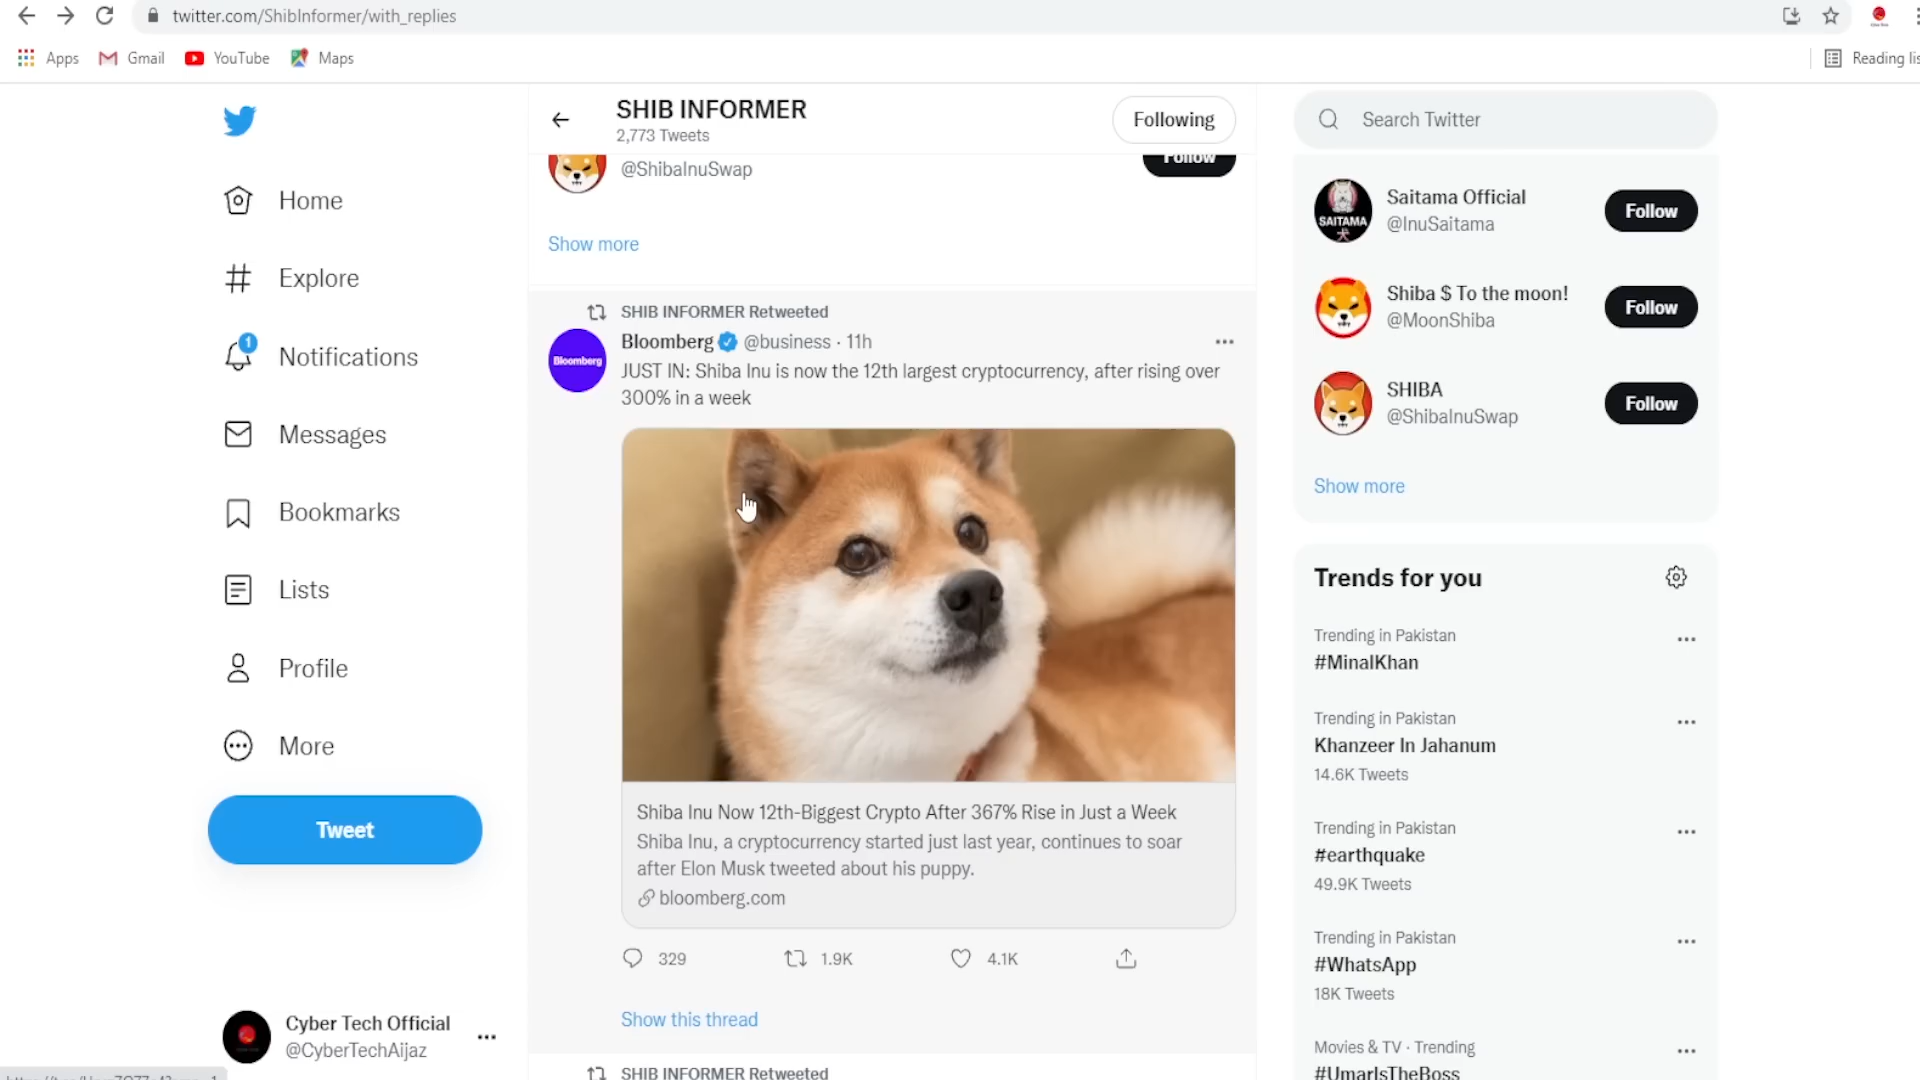 twitter.com/ShibInformer/with_replies
Apps
Gmail
YouTube
Maps
Reading lis
Home
Explore
1
Notifications
Messages
Bookmarks
Lists
Profile
More
Tweet
Cyber Tech Official
@CyberTechAijaz
SHIB INFORMER
2,773 Tweets
Following
@ShibaInuSwap
Follow
Show more
SHIB INFORMER Retweeted
Bloomberg @business · 11h
Bloomberg
JUST IN: Shiba Inu is now the 12th largest cryptocurrency, after rising over
300% in a week
Shiba Inu Now 12th-Biggest Crypto After 367% Rise in Just a Week
Shiba Inu, a cryptocurrency started just last year, continues to soar
after Elon Musk tweeted about his puppy.
bloomberg.com
329
1.9K
4.1K
Show this thread
SHIB INFORMER Retweeted
Search Twitter
SAITAMA
Saitama Official
@InuSaitama
Follow
Shiba $ To the moon!
@MoonShiba
Follow
SHIBA
@ShibaInuSwap
Follow
Show more
Trends for you
Trending in Pakistan
#MinalKhan
Trending in Pakistan
Khanzeer In Jahanum
14.6K Tweets
Trending in Pakistan
#earthquake
49.9K Tweets
Trending in Pakistan
#WhatsApp
18K Tweets
Movies & TV · Trending
#UmarIsTheBoss